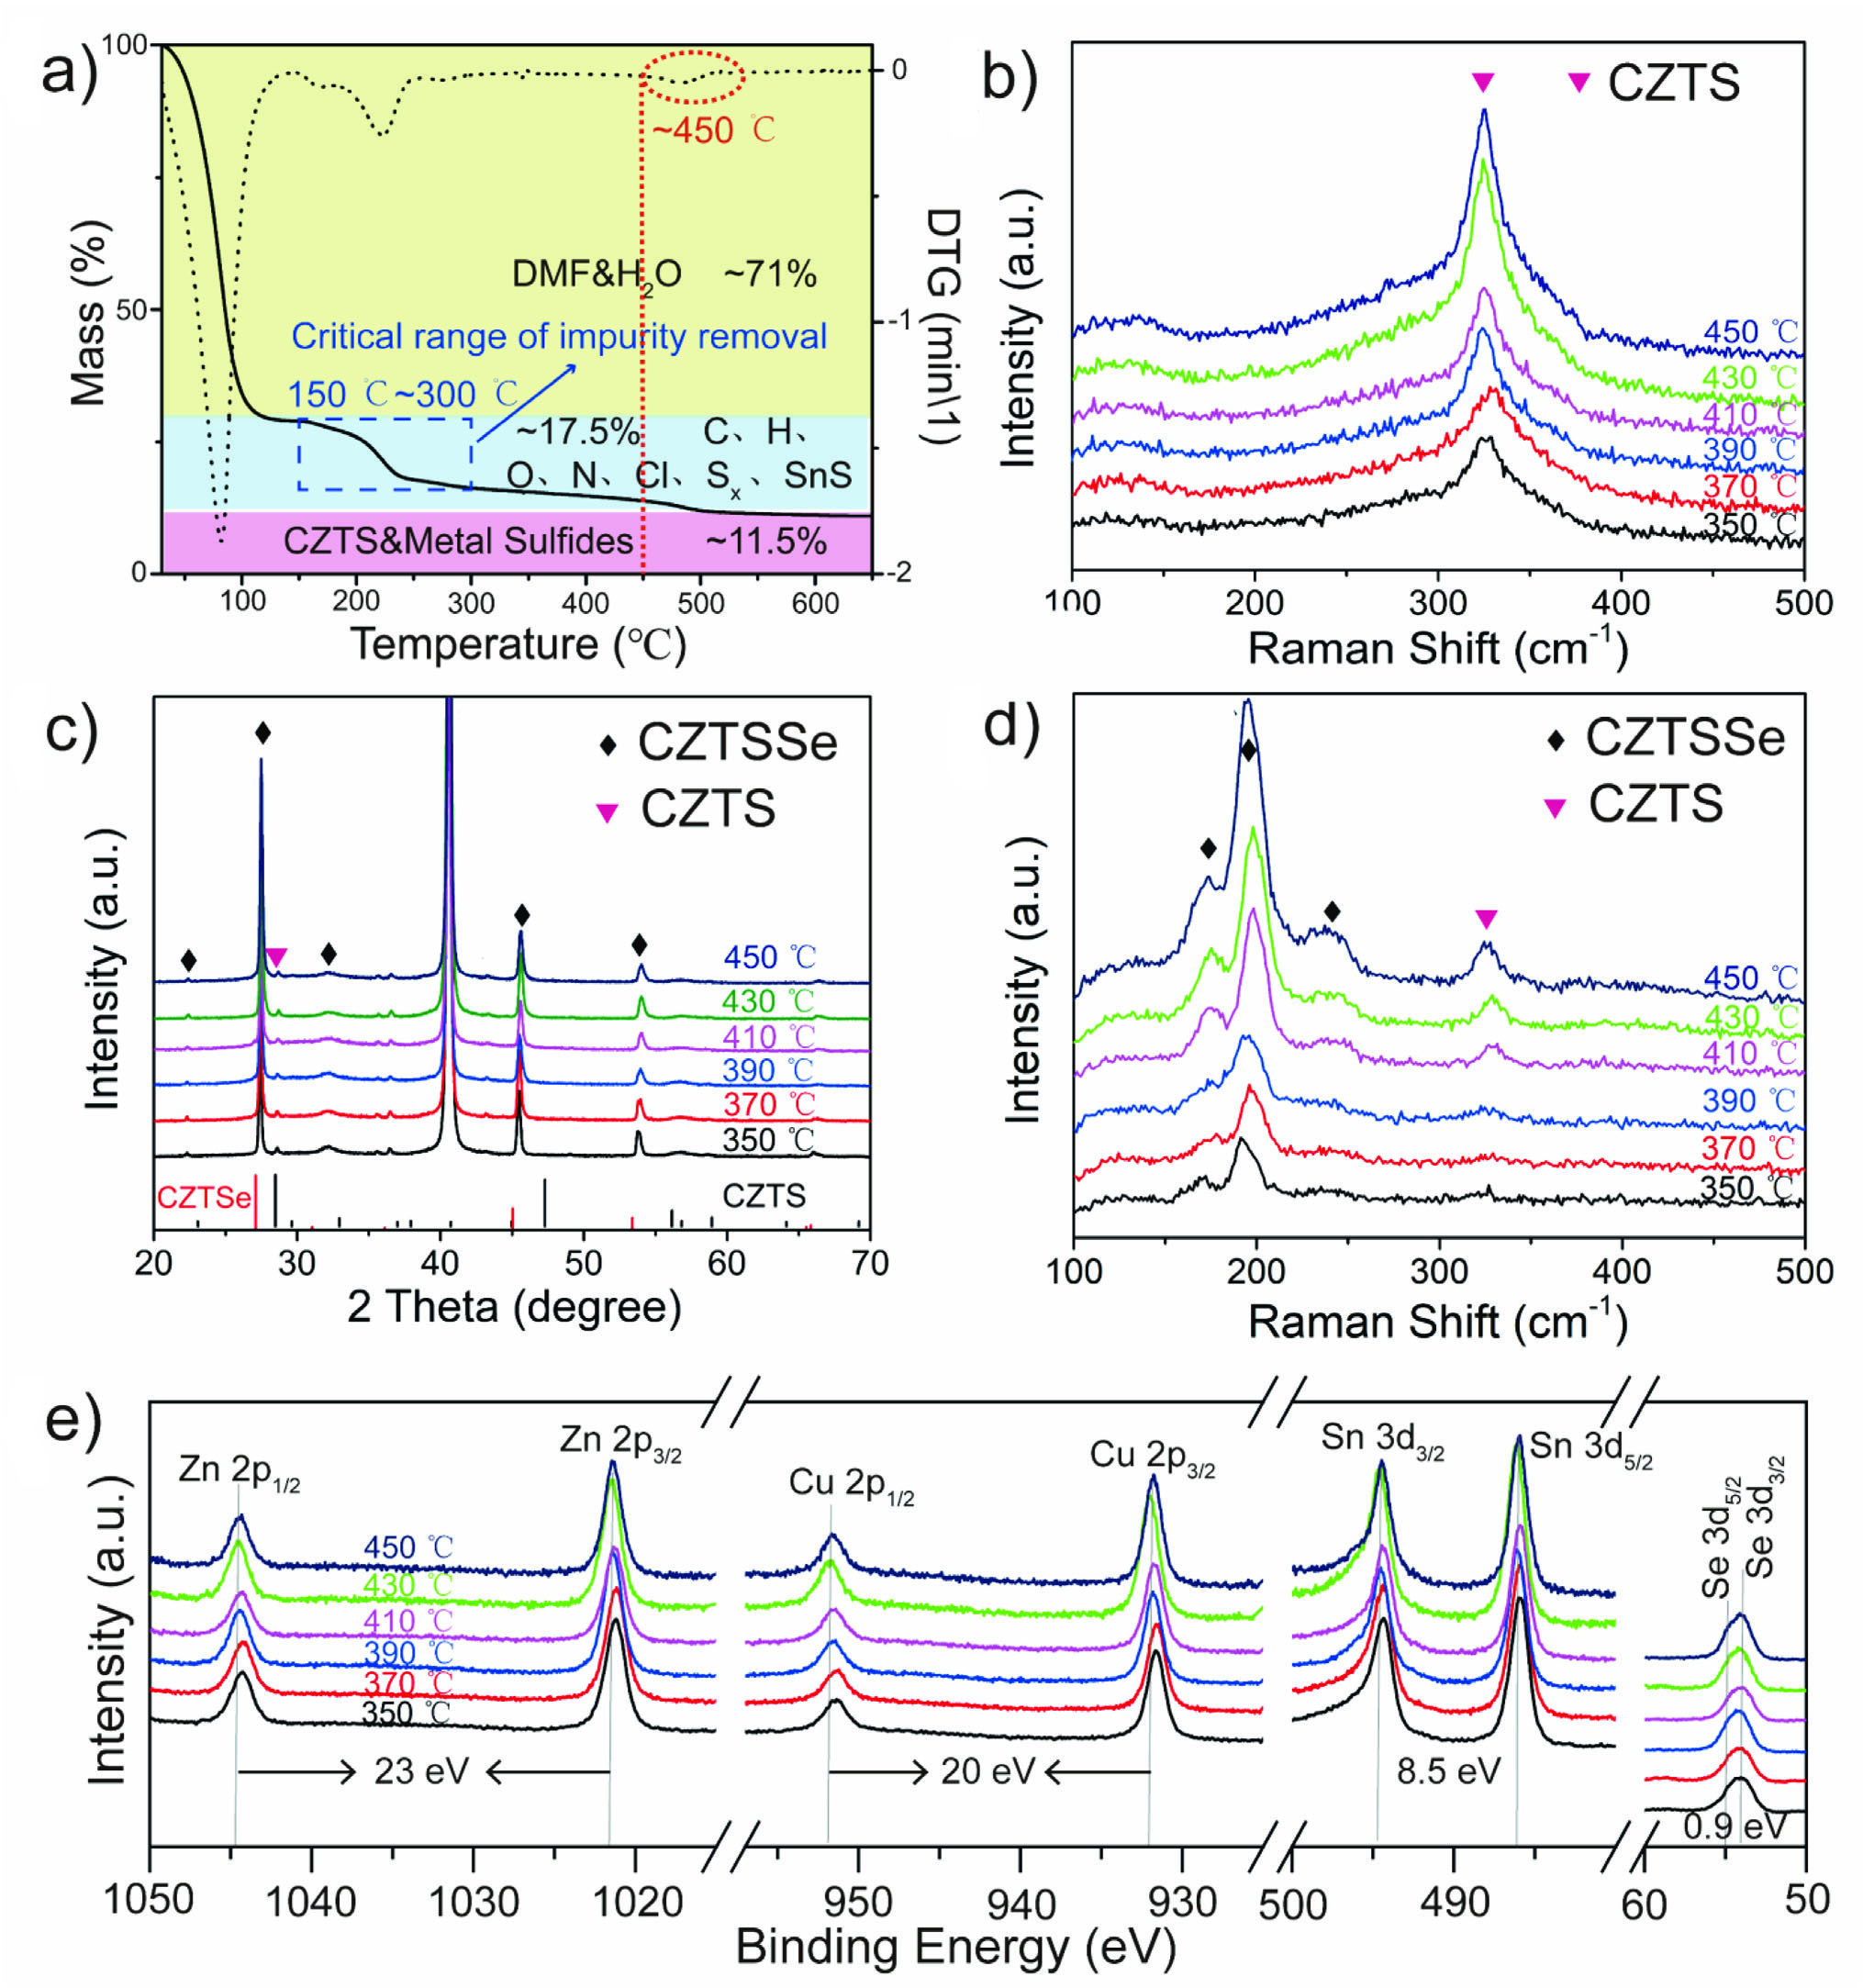 a)
100
50
0
Mass (%)
0
-1
-2
DTG (min\1)
~450 ℃
DMF&H₂O ~71%
Critical range of impurity removal
150 ℃~300 ℃
~17.5% C、H、
O、N、Cl、Sₓ、SnS
CZTS&Metal Sulfides ~11.5%
100 200 300 400 500 600
Temperature (℃)
b)
CZTS
Intensity (a.u.)
450 ℃
430 ℃
410 ℃
390 ℃
370 ℃
350 ℃
100 200 300 400 500
Raman Shift (cm⁻¹)
c)
CZTSSe
CZTS
Intensity (a.u.)
450 ℃
430 ℃
410 ℃
390 ℃
370 ℃
350 ℃
CZTSe CZTS
20 30 40 50 60 70
2 Theta (degree)
d)
CZTSSe
CZTS
Intensity (a.u.)
450 ℃
430 ℃
410 ℃
390 ℃
370 ℃
350 ℃
100 200 300 400 500
Raman Shift (cm⁻¹)
e)
Intensity (a.u.)
Zn 2p1/2
Zn 2p3/2
Cu 2p1/2
Cu 2p3/2
Sn 3d3/2
Sn 3d5/2
Se 3d5/2
Se 3d3/2
450 ℃
430 ℃
410 ℃
390 ℃
370 ℃
350 ℃
23 eV
20 eV
8.5 eV
0.9 eV
1050 1040 1030 1020 950 940 930 500 490 60 50
Binding Energy (eV)